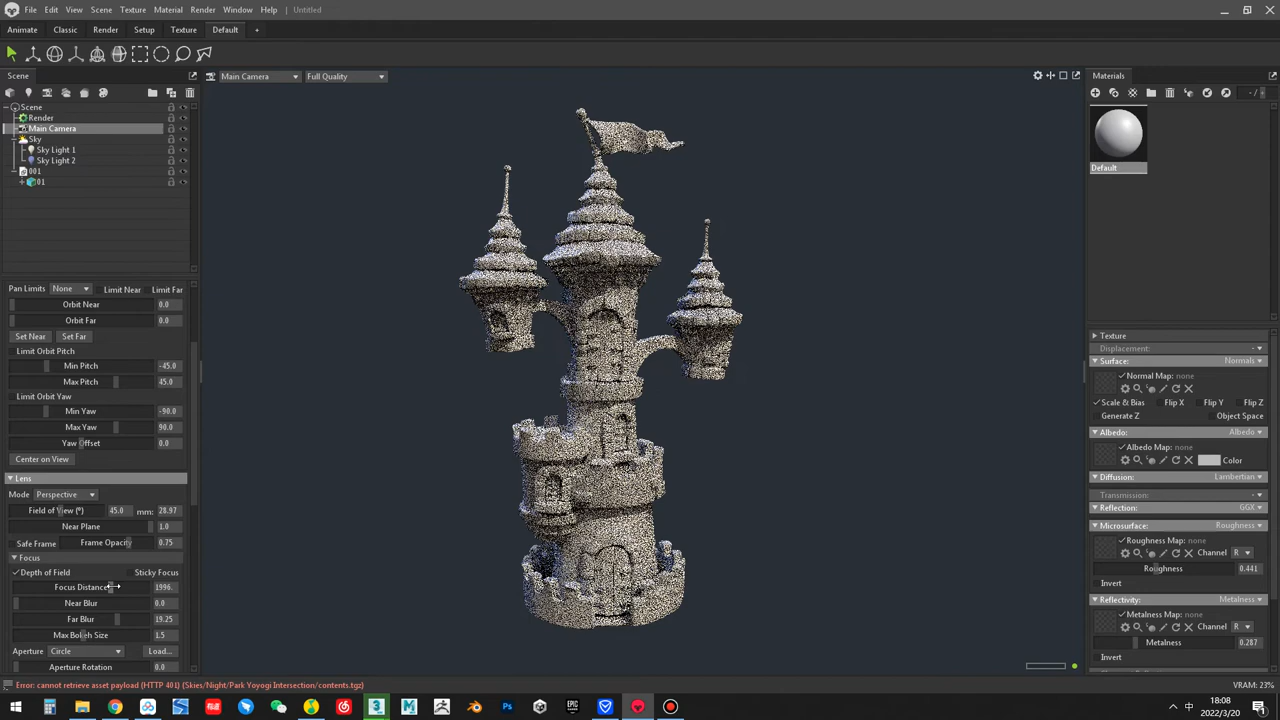 File Edit View Scene Texture Material Render Window Help Untitled
Animate Classic Render Setup Texture Default +
Scene
Main Camera Full Quality
Materials
Scene
Render
Main Camera
Sky
Sky Light 1
Sky Light 2
001
01
Default
Pan Limits None Limit Near Limit Far
Orbit Near 0.0
Orbit Far 0.0
Set Near Set Far
Limit Orbit Pitch
Min Pitch -45.0
Max Pitch 45.0
Limit Orbit Yaw
Min Yaw -90.0
Max Yaw 90.0
Yaw Offset 0.0
Center on View
Lens
Mode Perspective
Field of View (º) 45.0 mm: 28.97
Near Plane 1.0
Safe Frame Frame Opacity 0.75
Focus
Depth of Field Sticky Focus
Focus Distance 1996.
Near Blur 0.0
Far Blur 19.25
Max Bokeh Size 1.5
Aperture Circle Load...
Aperture Rotation 0.0
Texture
Displacement: -
Surface: Normals
Normal Map: none
Scale & Bias Flip X Flip Y Flip Z
Generate Z Object Space
Albedo: Albedo
Albedo Map: none
Color
Diffusion: Lambertian
Transmission: -
Reflection: GGX
Microsurface: Roughness
Roughness Map: none
Channel R
Roughness 0.441
Invert
Reflectivity: Metalness
Metalness Map: none
Channel R
Metalness 0.287
Invert
Error: cannot retrieve asset payload (HTTP 401) (Skies/Night/Park Yoyogi Intersection/contents.tgz)
VRAM: 23%
中
18:08
2022/3/20